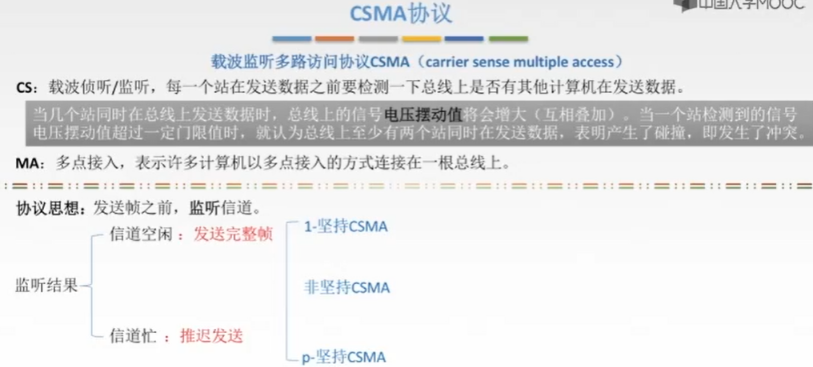 中国大学MOOC
CSMA协议
载波监听多路访问协议CSMA（carrier sense multiple access）
CS：载波侦听/监听，每一个站在发送数据之前要检测一下总线上是否有其他计算机在发送数据。
当几个站同时在总线上发送数据时，总线上的信号电压摆动值将会增大（互相叠加）。当一个站检测到的信号
电压摆动值超过一定门限值时，就认为总线上至少有两个站同时在发送数据，表明产生了碰撞，即发生了冲突。
MA：多点接入，表示许多计算机以多点接入的方式连接在一根总线上。
协议思想：发送帧之前，监听信道。
监听结果
信道空闲：发送完整帧
信道忙：推迟发送
1-坚持CSMA
非坚持CSMA
p-坚持CSMA